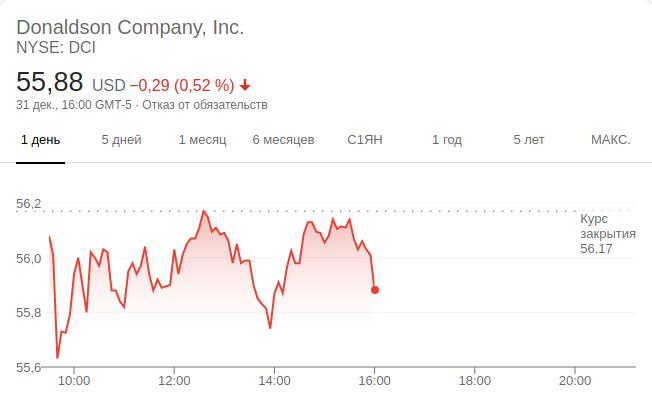 Donaldson Company, Inc.
NYSE: DCI
55,88 USD −0,29 (0,52 %)
31 дек., 16:00 GMT-5 · Отказ от обязательств
1 день 5 дней 1 месяц 6 месяцев С1ЯН 1 год 5 лет МАКС.
56,2
Курс
закрытия
56,17
56,0
55,8
55,6
10:00 12:00 14:00 16:00 18:00 20:00